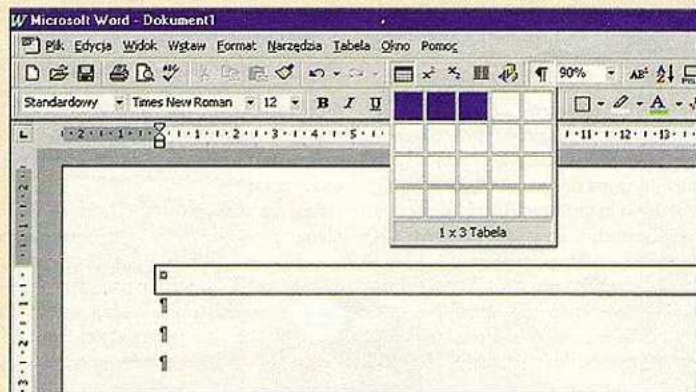 W Microsoft Word - Dokument1
Plik Edycja Widok Wstaw Format Narzędzia Tabela Okno Pomoc
90%
Standardowy Times New Roman 12 B I U A
1 x 3 Tabela